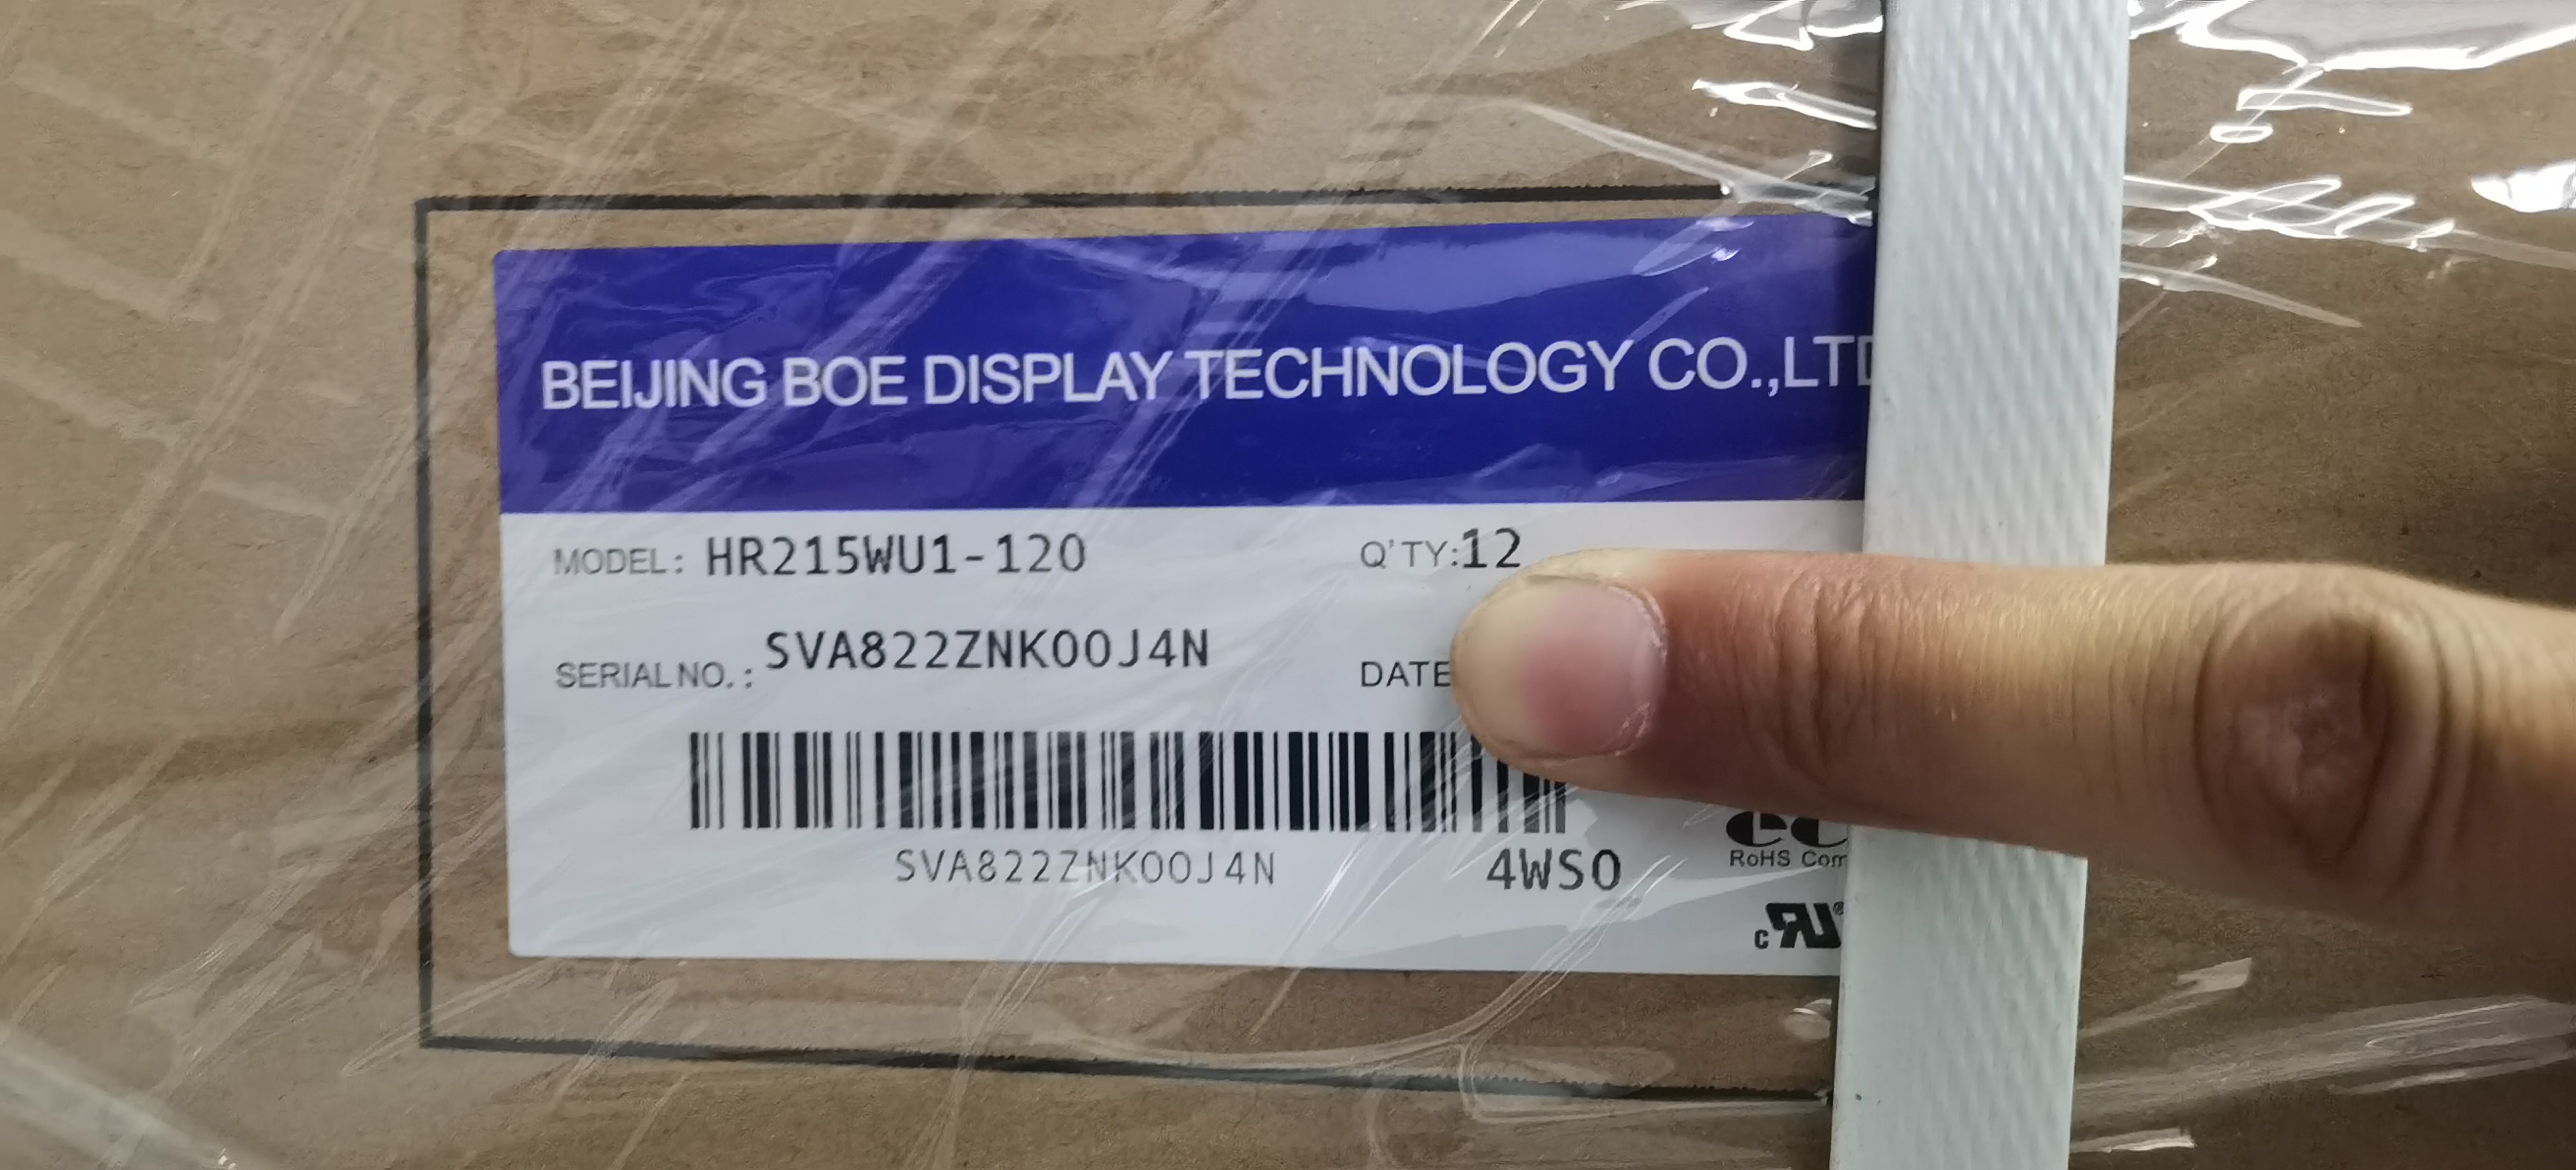 BEIJING BOE DISPLAY TECHNOLOGY CO.,LTD
MODEL: HR215WU1-120 Q'TY:12
SERIAL NO.: SVA822ZNK00J4N DATE
SVA822ZNK00J4N 4WS0
RoHS Com
c RU ®